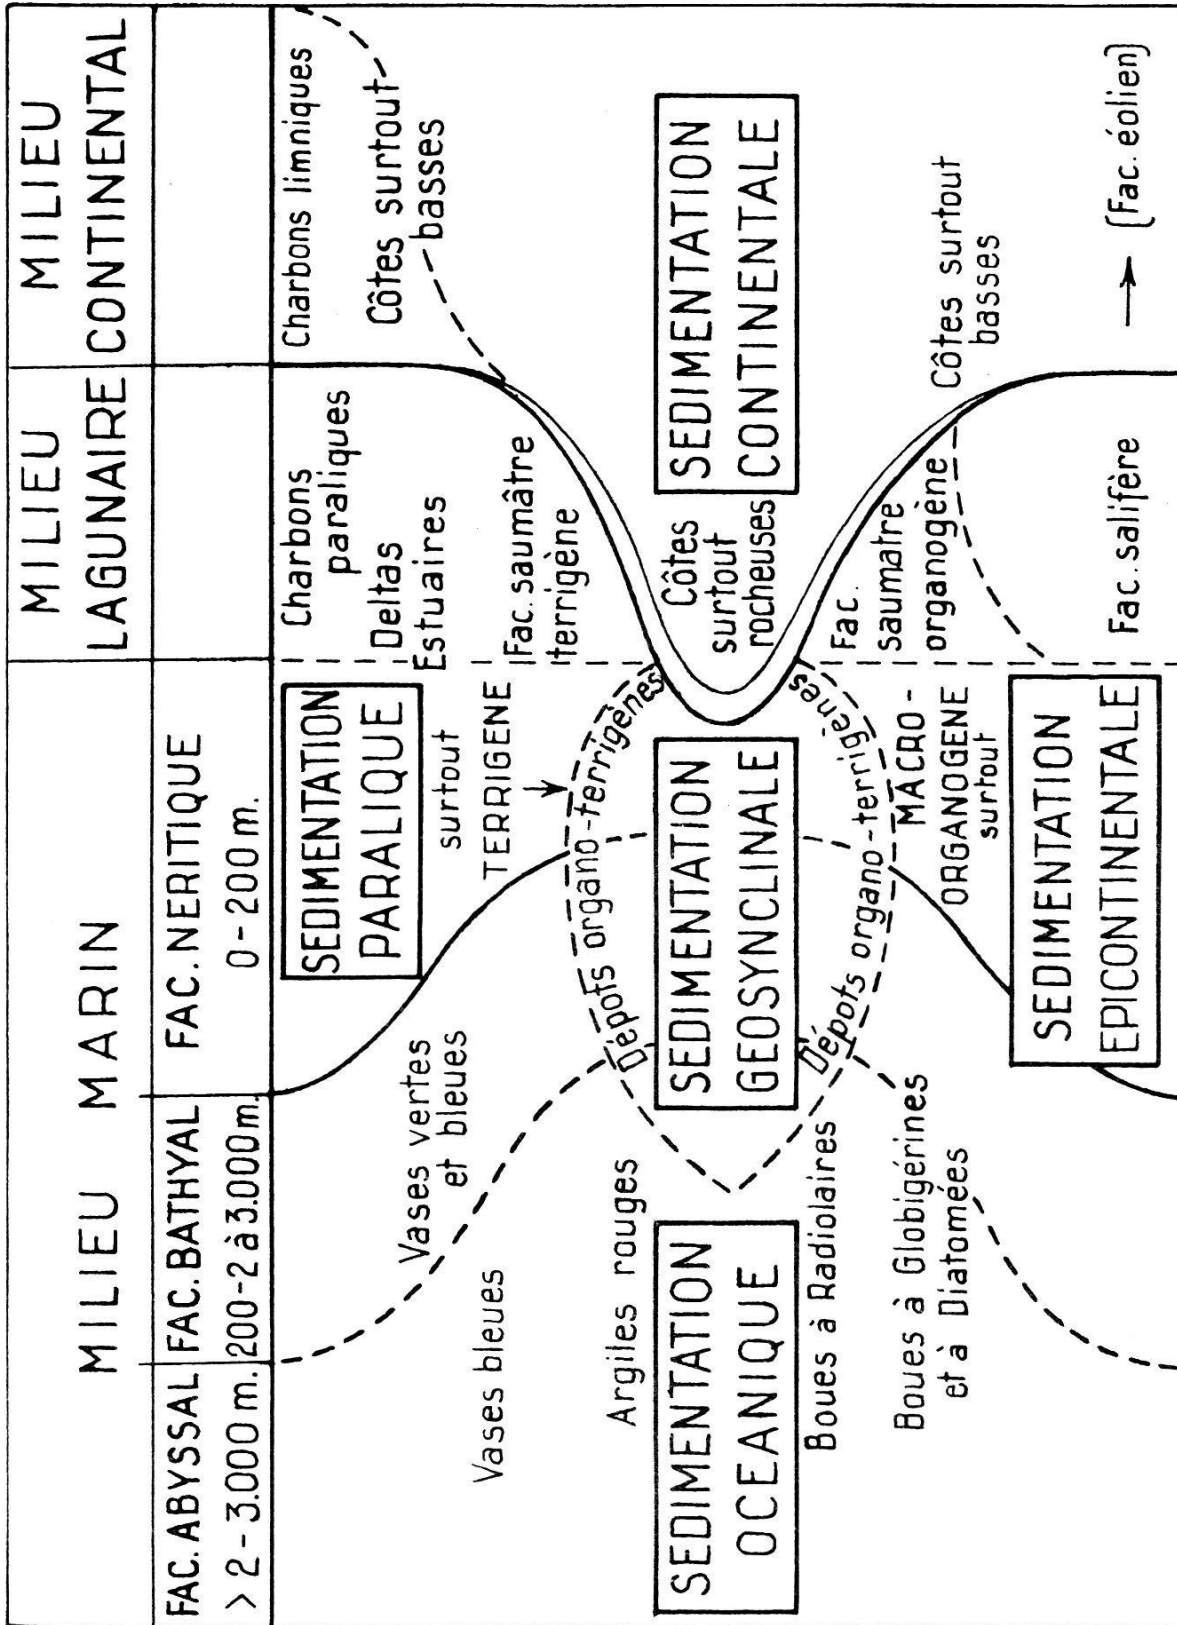 MILIEU MARIN
MILIEU
LAGUNAIRE
MILIEU
CONTINENTAL
FAC. ABYSSAL
> 2 - 3.000 m.
FAC. BATHYAL
200-2 à 3.000 m.
FAC. NERITIQUE
0 - 200 m.
Vases bleues
Vases vertes
et bleues
SEDIMENTATION
PARALIQUE
surtout
TERRIGENE
Charbons
paraliques
Deltas
Estuaires
Fac. saumâtre
terrigène
Charbons limniques
Côtes surtout
basses
Argiles rouges
SEDIMENTATION
OCEANIQUE
Boues à Radiolaires
Boues à Globigérines
et à Diatomées
Dépots organo-terrigènes
SEDIMENTATION
GEOSYNCLINALE
Dépots organo-terrigènes
Côtes
surtout
rocheuses
SEDIMENTATION
CONTINENTALE
MACRO-
ORGANOGENE
surtout
SEDIMENTATION
EPICONTINENTALE
Fac.
saumatre
organogène
Fac. salifère
Côtes surtout
basses
→ (Fac. éolien)